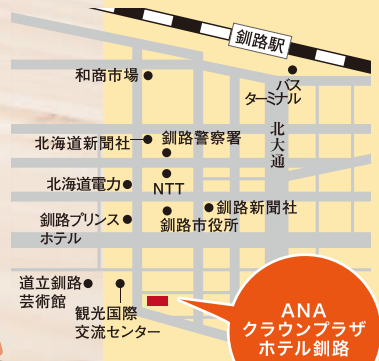 釧路駅
和商市場
バス
ターミナル
北大通
北海道新聞社
釧路警察署
北海道電力
NTT
釧路新聞社
釧路プリンス
ホテル
釧路市役所
道立釧路
芸術館
観光国際
交流センター
ANA
クラウンプラザ
ホテル釧路